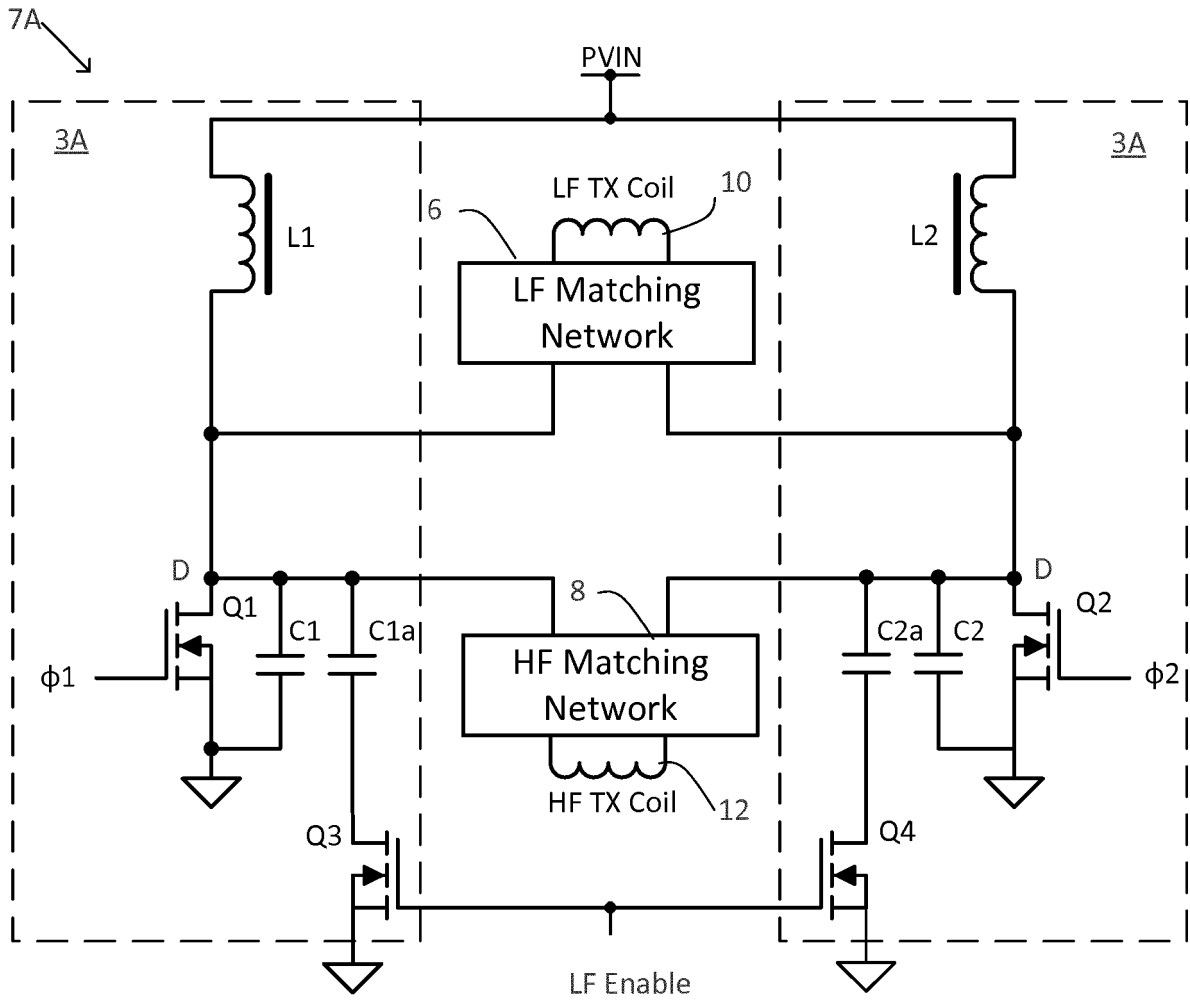 7A
PVIN
3A
3A
LF TX Coil
10
6
L1
L2
LF Matching
Network
D
D
Q1
8
Q2
C1
C1a
C2a
C2
ϕ1
HF Matching
Network
ϕ2
HF TX Coil
12
Q3
Q4
LF Enable